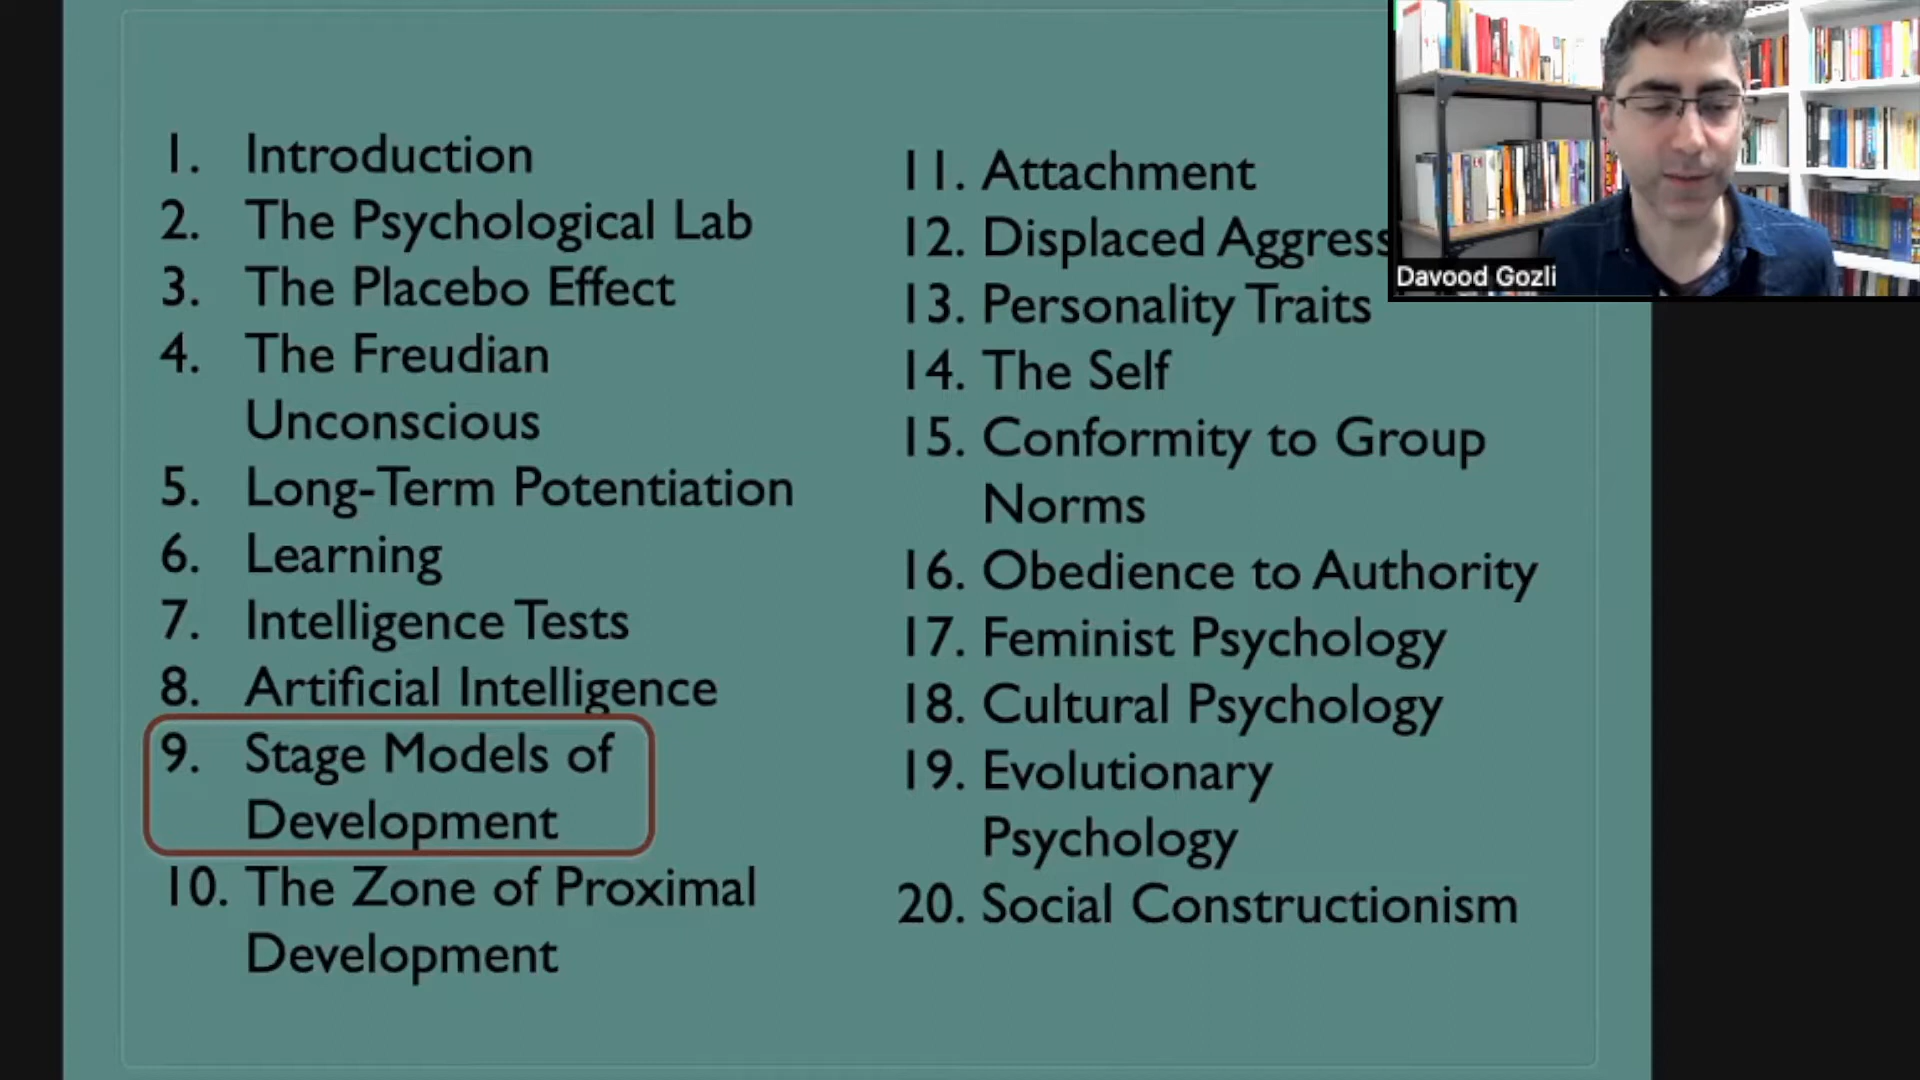 1. Introduction
2. The Psychological Lab
3. The Placebo Effect
4. The Freudian
Unconscious
5. Long-Term Potentiation
6. Learning
7. Intelligence Tests
8. Artificial Intelligence
9. Stage Models of
Development
10. The Zone of Proximal
Development
11. Attachment
12. Displaced Aggress
13. Personality Traits
14. The Self
15. Conformity to Group
Norms
16. Obedience to Authority
17. Feminist Psychology
18. Cultural Psychology
19. Evolutionary
Psychology
20. Social Constructionism
Davood Gozli